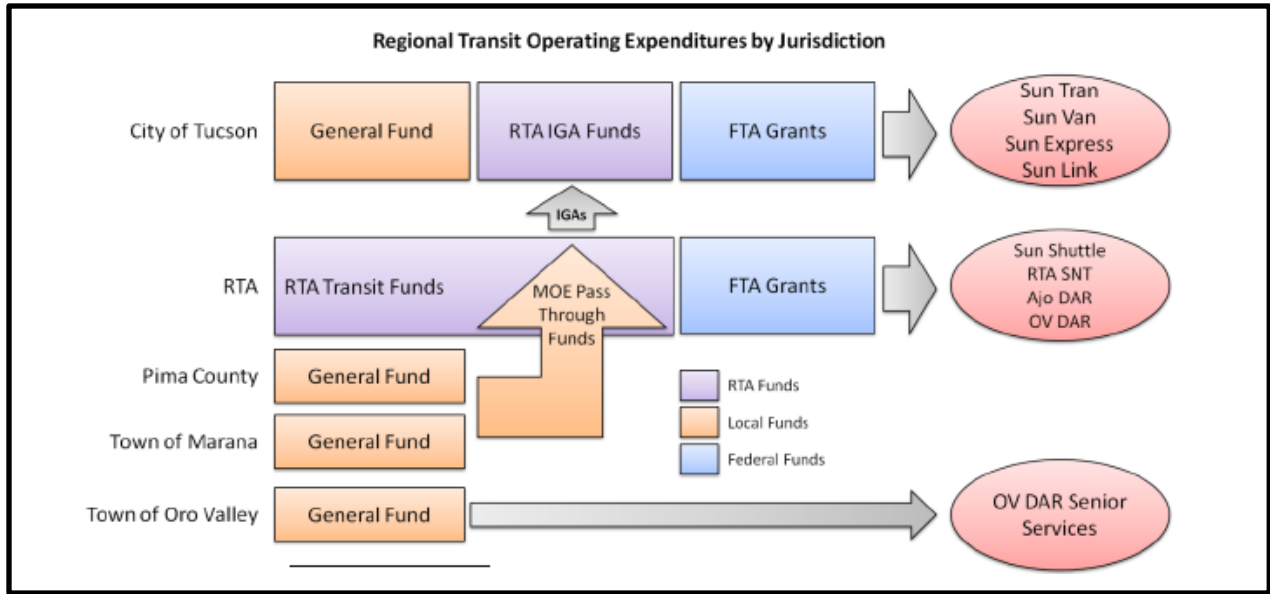 Regional Transit Operating Expenditures by Jurisdiction
City of Tucson
General Fund
RTA IGA Funds
FTA Grants
Sun Tran
Sun Van
Sun Express
Sun Link
IGAs
RTA
RTA Transit Funds
MOE Pass
Through
Funds
FTA Grants
Sun Shuttle
RTA SNT
Ajo DAR
OV DAR
Pima County
General Fund
Town of Marana
General Fund
RTA Funds
Local Funds
Federal Funds
Town of Oro Valley
General Fund
OV DAR Senior
Services